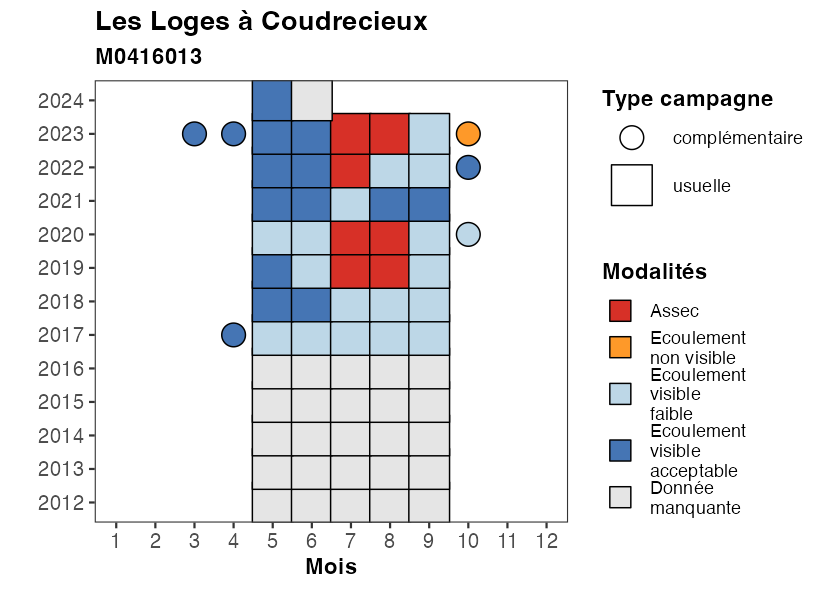 Les Loges à Coudrecieux
M0416013
2024
2023
2022
2021
2020
2019
2018
2017
2016
2015
2014
2013
2012
1 2 3 4 5 6 7 8 9 10 11 12
Mois
Type campagne
complémentaire
usuelle
Modalités
Assec
Ecoulement
non visible
Ecoulement
visible
faible
Ecoulement
visible
acceptable
Donnée
manquante